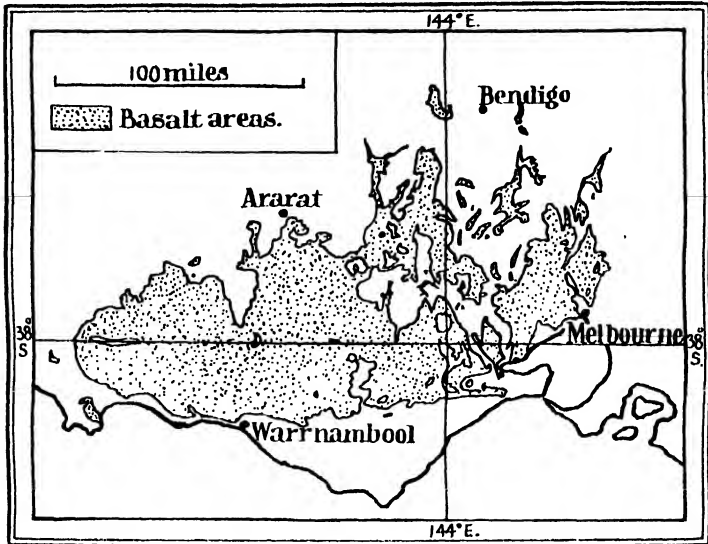 144° E.
100 miles
Basalt areas.
Bendigo
Ararat
38° S
Melbourne
38° S.
Warrnambool
144° E.